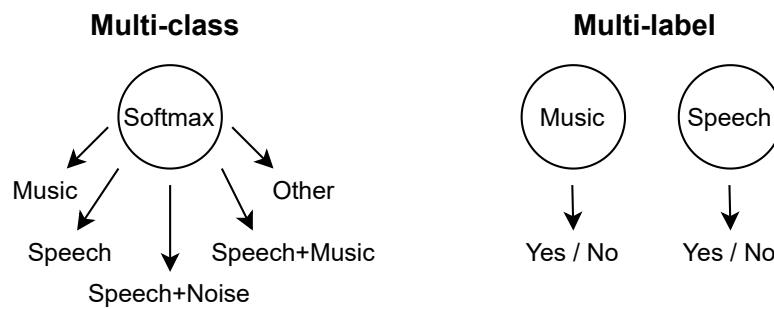 Multi-class
Softmax
Music
Other
Speech
Speech+Music
Speech+Noise
Multi-label
Music
Speech
Yes / No
Yes / No